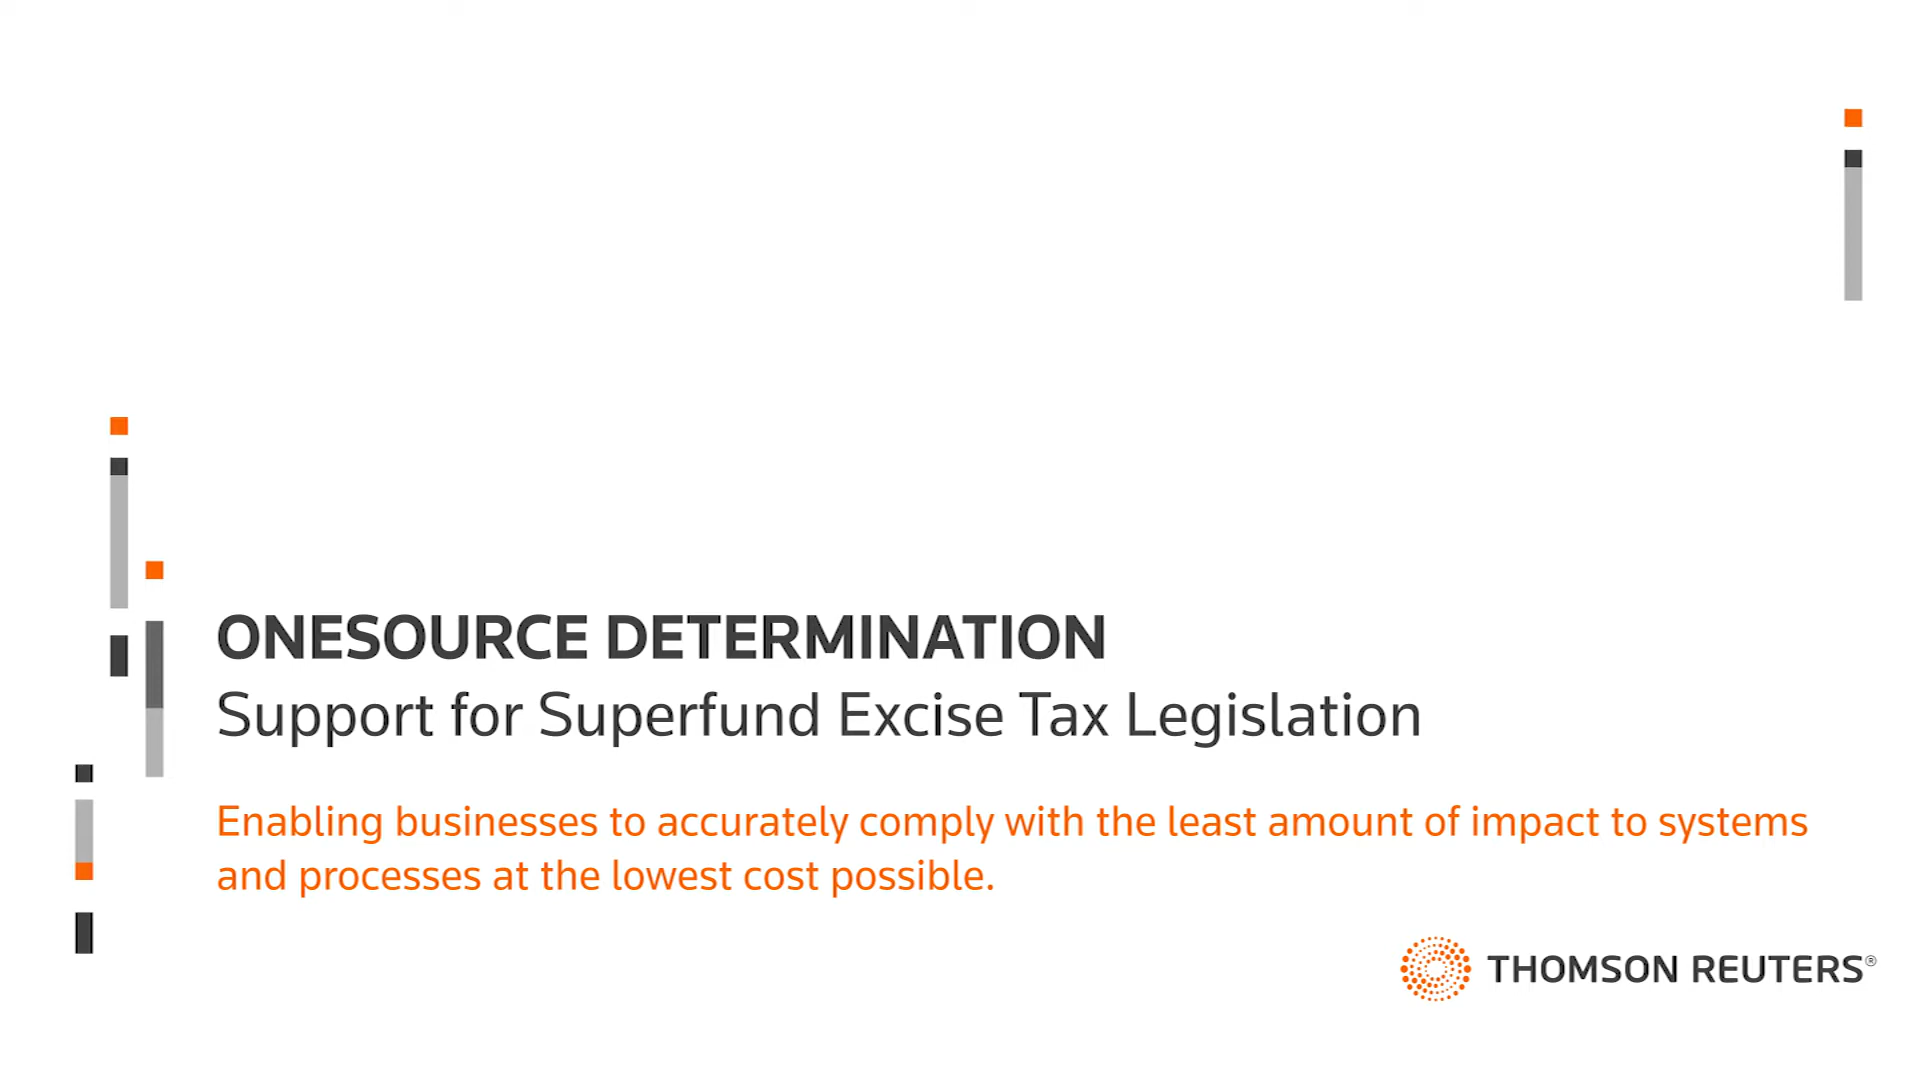 ONESOURCE DETERMINATION
Support for Superfund Excise Tax Legislation
Enabling businesses to accurately comply with the least amount of impact to systems
and processes at the lowest cost possible.
THOMSON REUTERS®